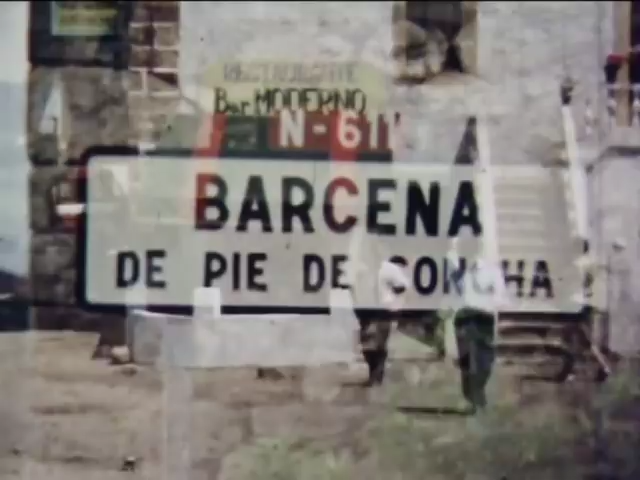 RESTAURANTE
Bar MODERNO
N-611
BARCENA
DE PIE DE CONCHA